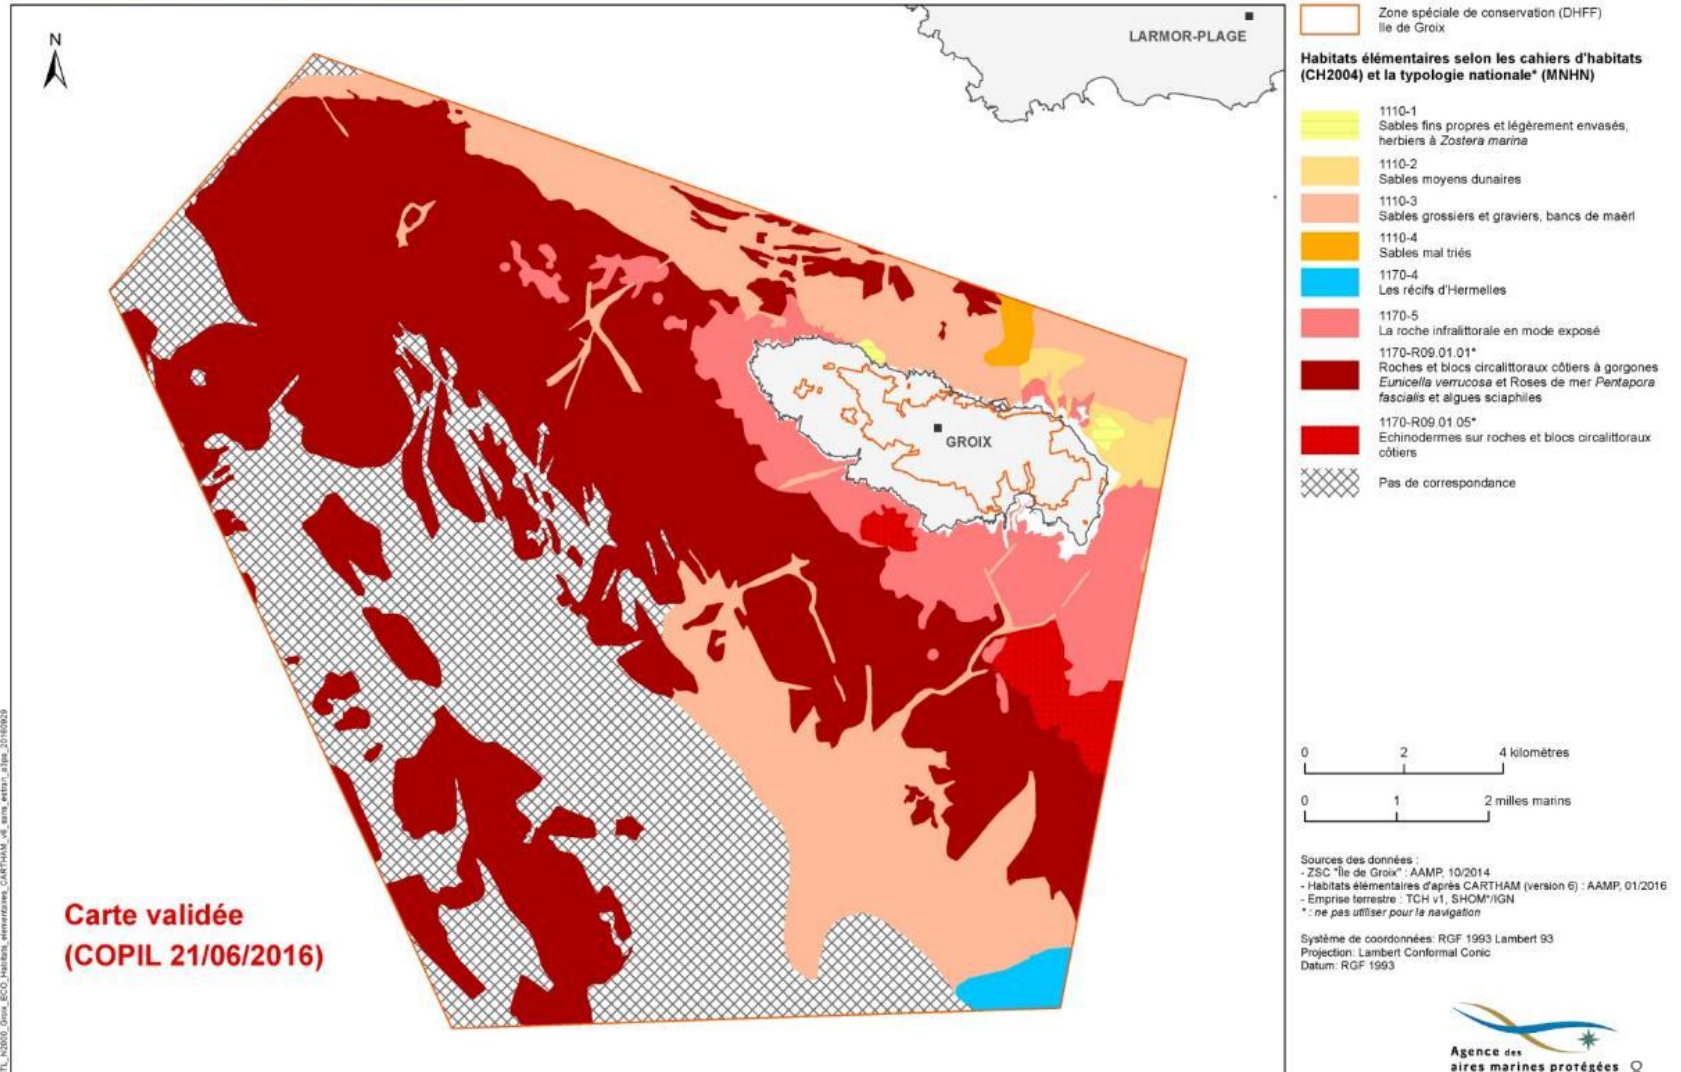 N
LARMOR-PLAGE
GROIX
Carte validée
(COPIL 21/06/2016)
Zone spéciale de conservation (DHFF)
Ile de Groix
Habitats élémentaires selon les cahiers d'habitats
(CH2004) et la typologie nationale* (MNHN)
1110-1
Sables fins propres et légèrement envasés,
herbiers à Zostera marina
1110-2
Sables moyens dunaires
1110-3
Sables grossiers et graviers, bancs de maërl
1110-4
Sables mal triés
1170-4
Les récifs d'Hermelles
1170-5
La roche infralittorale en mode exposé
1170-R09.01.01*
Roches et blocs circalittoraux côtiers à gorgones
Eunicella verrucosa et Roses de mer Pentapora
fascialis et algues sciaphiles
1170-R09.01.05*
Echinodermes sur roches et blocs circalittoraux
côtiers
Pas de correspondance
0 2 4 kilomètres
0 1 2 milles marins
Sources des données :
- ZSC "Île de Groix" : AAMP, 10/2014
- Habitats élémentaires d'après CARTHAM (version 6) : AAMP, 01/2016
- Emprise terrestre : TCH v1, SHOM*/IGN
* : ne pas utiliser pour la navigation
Système de coordonnées: RGF 1993 Lambert 93
Projection: Lambert Conformal Conic
Datum: RGF 1993
Agence des
aires marines protégées